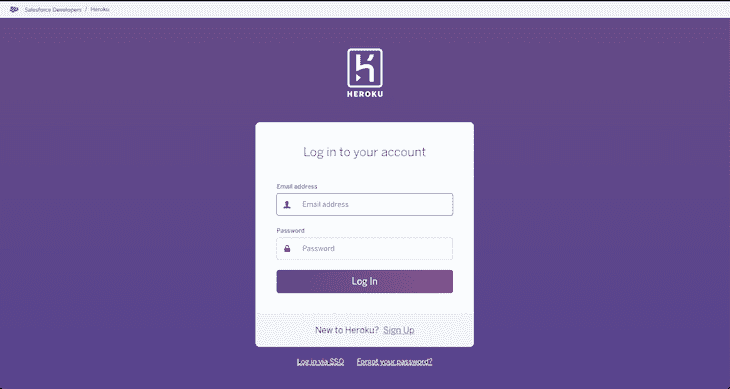 Salesforce Developers / Heroku
HEROKU
Log in to your account
Email address
Email address
Password
Password
Log In
New to Heroku? Sign Up
Log in via SSO Forgot your password?